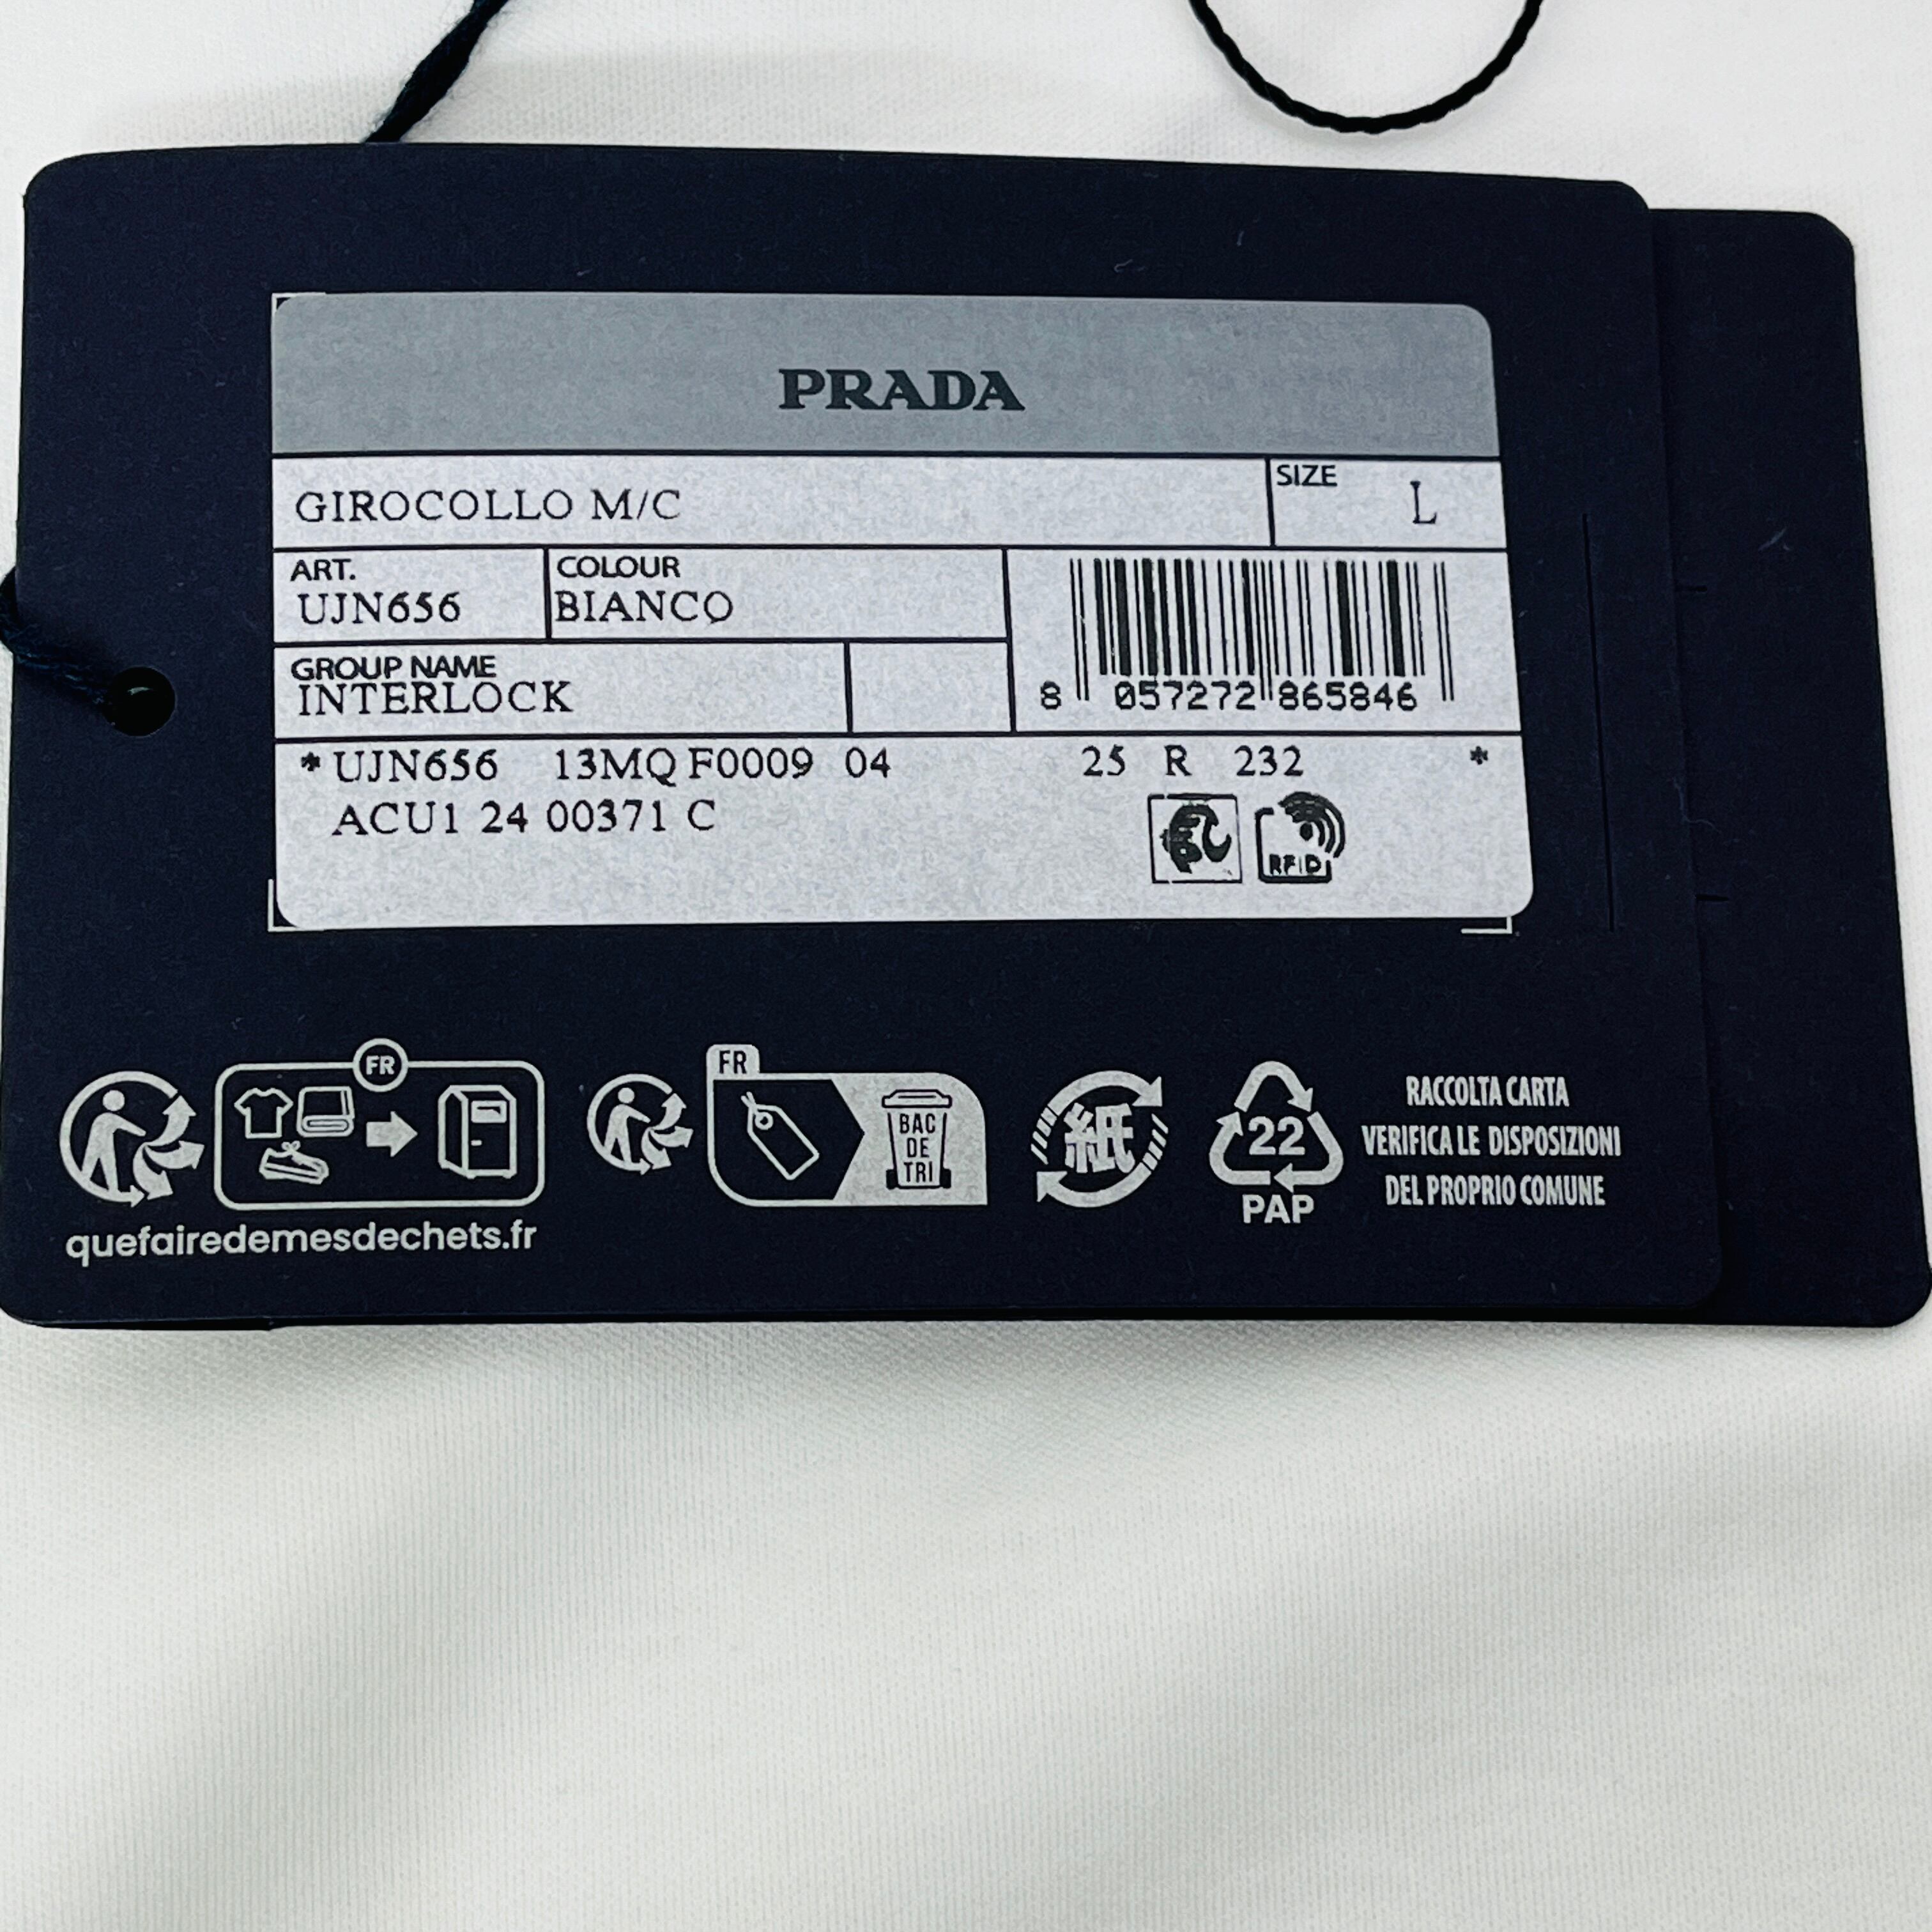 PRADA
GIROCOLLO M/C
SIZE L
ART.
UJN656
COLOUR
BIANCO
GROUP NAME
INTERLOCK
8 057272 865846
* UJN656 13MQ F0009 04 25 R 232 *
ACU1 24 00371 C
RFID
FR
quefairedemesdechets.fr
FR
BAC
DE
TRI
紙
22
PAP
RACCOLTA CARTA
VERIFICA LE DISPOSIZIONI
DEL PROPRIO COMUNE